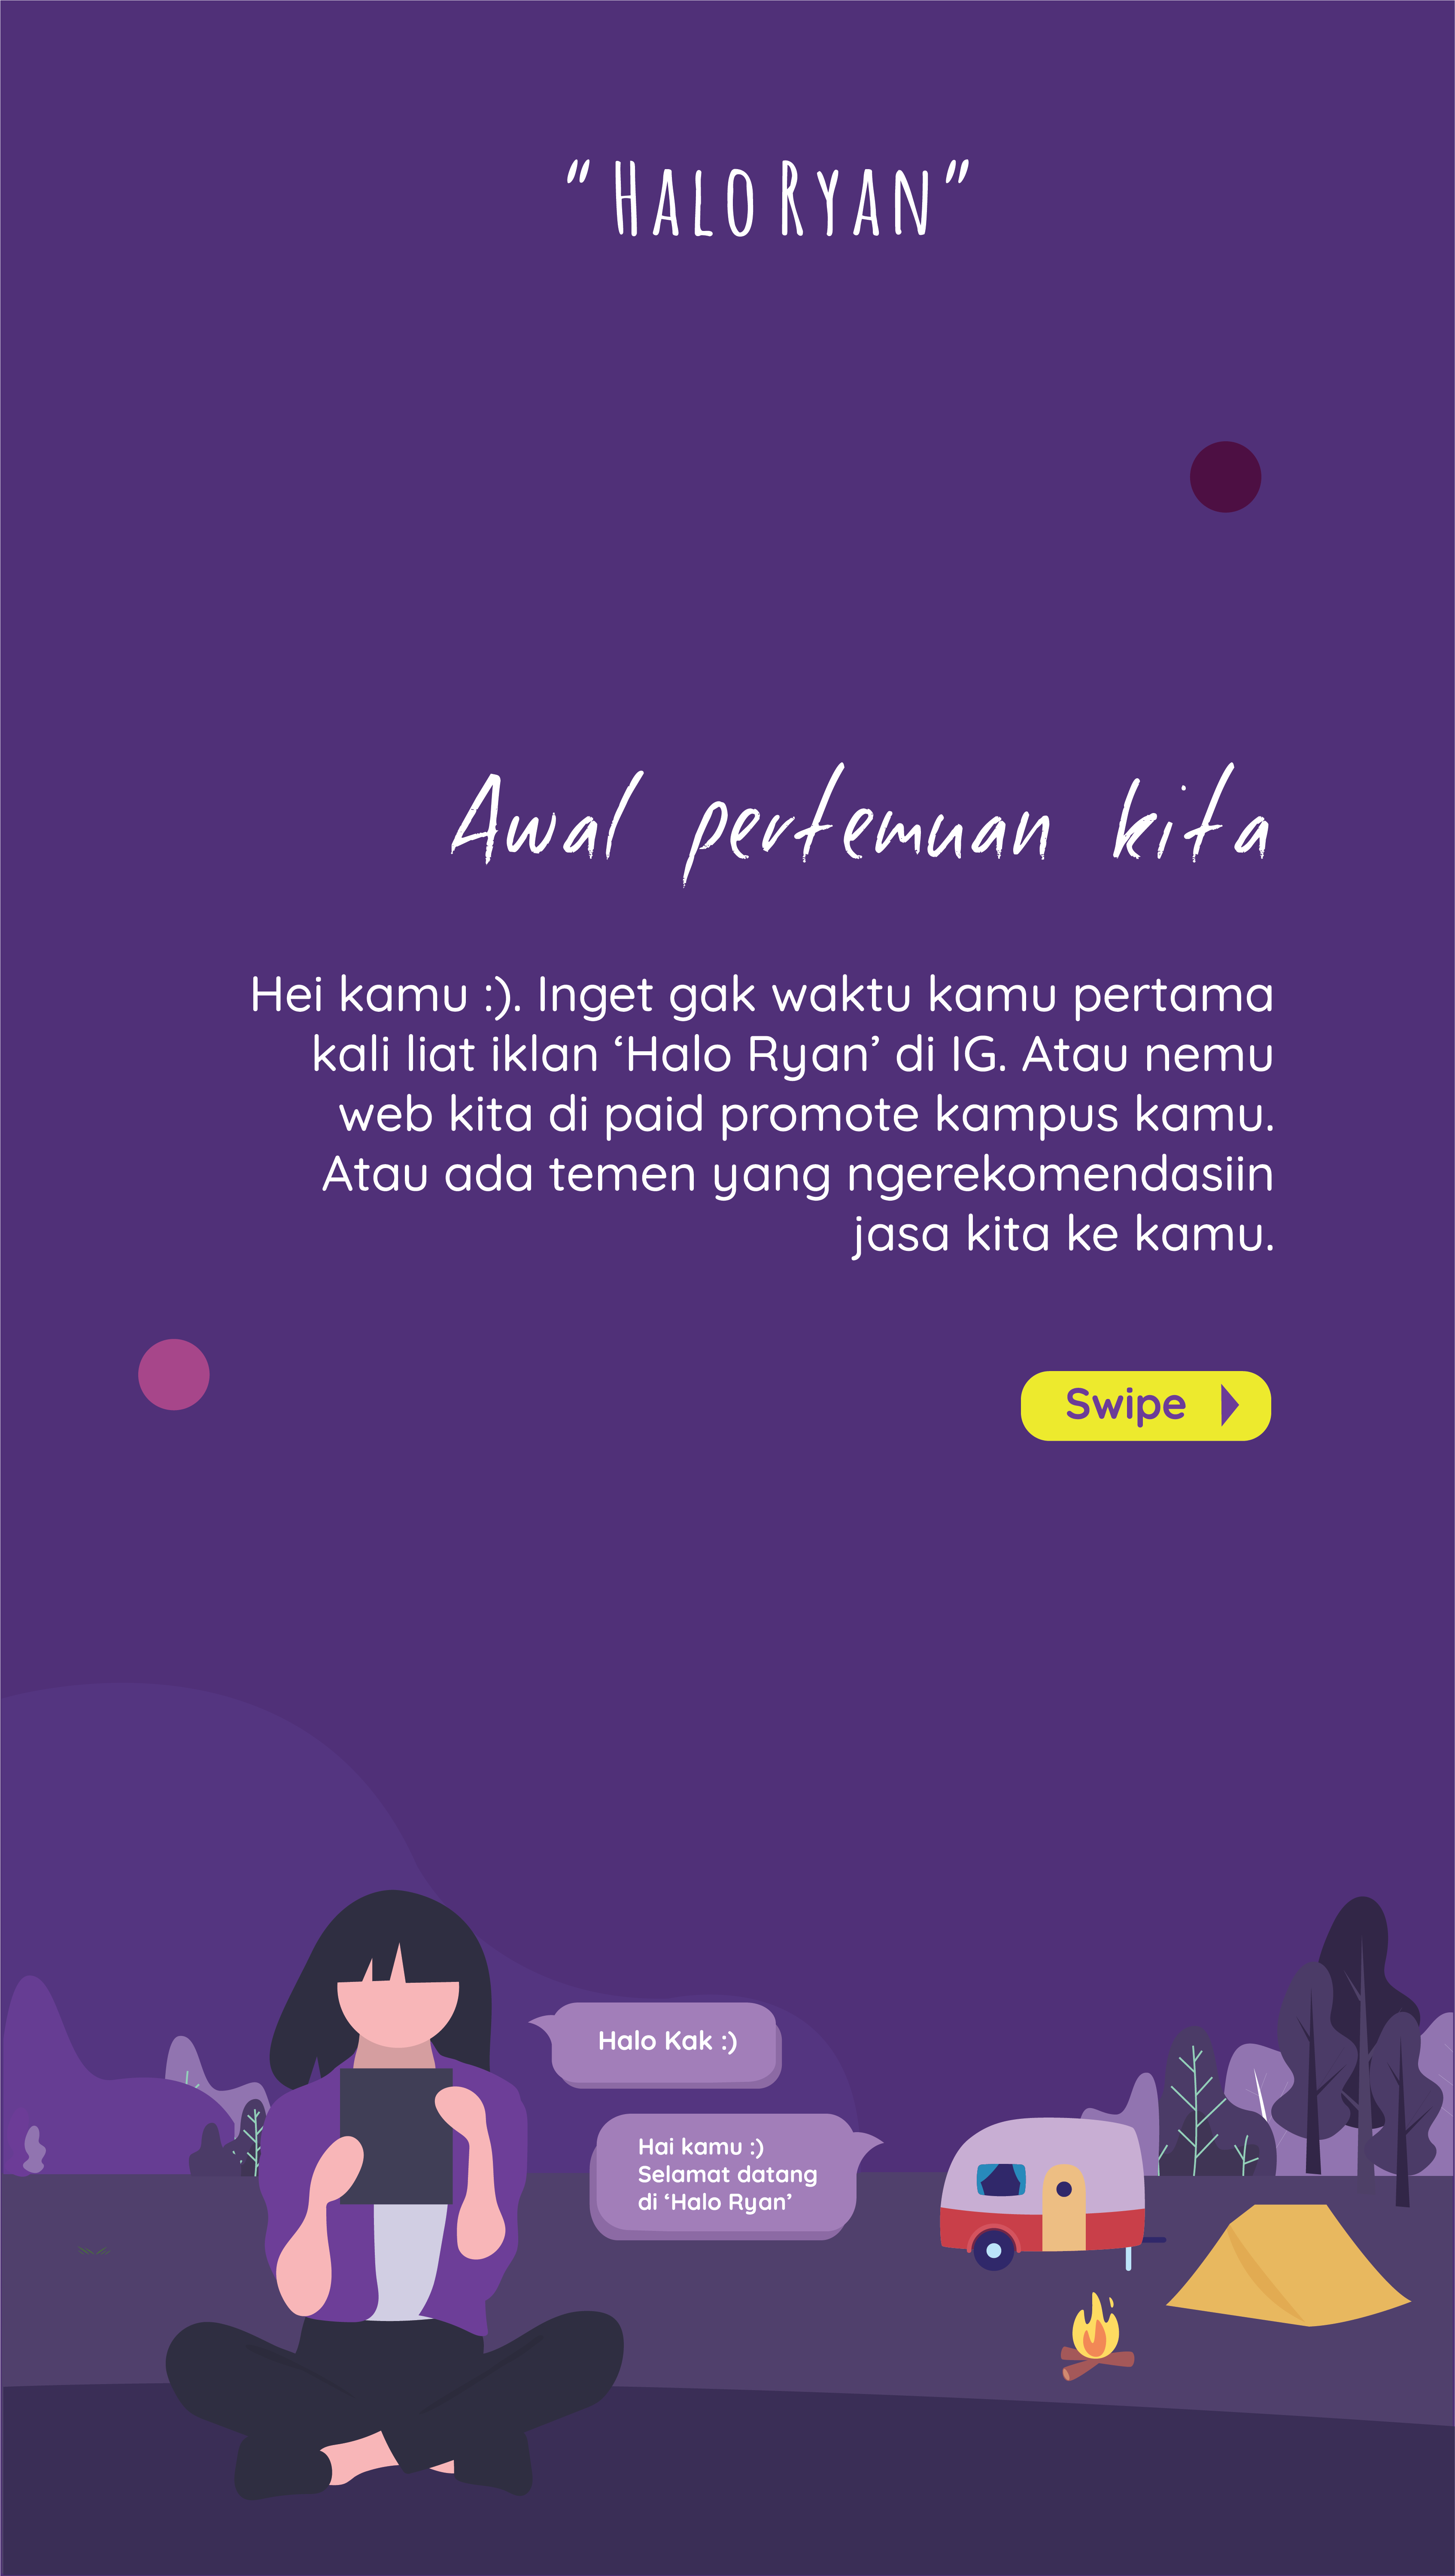 “Halo Ryan”
Awal pertemuan kita
Hei kamu :). Inget gak waktu kamu pertama
kali liat iklan ‘Halo Ryan’ di IG. Atau nemu
web kita di paid promote kampus kamu.
Atau ada temen yang ngerekomendasiin
jasa kita ke kamu.
Swipe
Halo Kak :)
Hai kamu :)
Selamat datang
di ‘Halo Ryan’